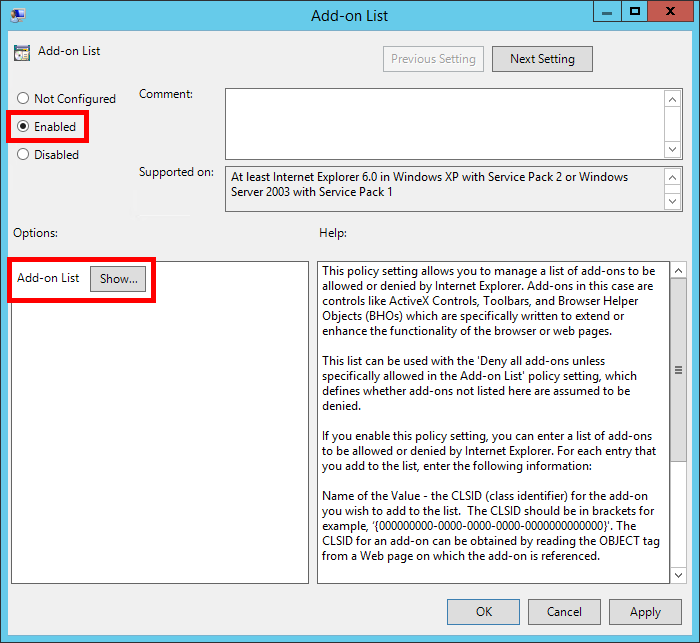 Add-on List
Add-on List
Previous Setting
Next Setting
Not Configured
Comment:
Enabled
Disabled
Supported on:
At least Internet Explorer 6.0 in Windows XP with Service Pack 2 or Windows
Server 2003 with Service Pack 1
Options:
Help:
Add-on List
Show...
This policy setting allows you to manage a list of add-ons to be
allowed or denied by Internet Explorer. Add-ons in this case are
controls like ActiveX Controls, Toolbars, and Browser Helper
Objects (BHOs) which are specifically written to extend or
enhance the functionality of the browser or web pages.
This list can be used with the 'Deny all add-ons unless
specifically allowed in the Add-on List' policy setting, which
defines whether add-ons not listed here are assumed to be
denied.
If you enable this policy setting, you can enter a list of add-ons
to be allowed or denied by Internet Explorer. For each entry that
you add to the list, enter the following information:
Name of the Value - the CLSID (class identifier) for the add-on
you wish to add to the list.  The CLSID should be in brackets for
example, '{000000000-0000-0000-0000-0000000000000}'. The
CLSID for an add-on can be obtained by reading the OBJECT tag
from a Web page on which the add-on is referenced.
OK
Cancel
Apply